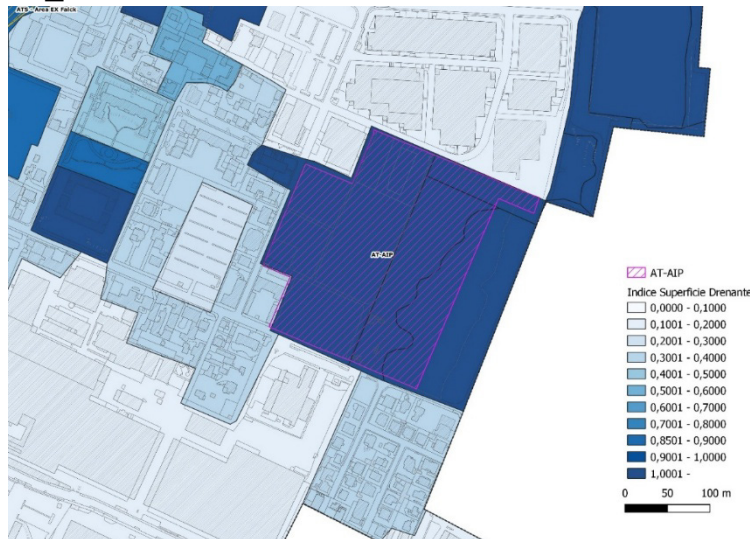 ATS - Area EX Falck
AT-AIP
AT-AIP
Indice Superficie Drenante
0,0000 - 0,1000
0,1001 - 0,2000
0,2001 - 0,3000
0,3001 - 0,4000
0,4001 - 0,5000
0,5001 - 0,6000
0,6001 - 0,7000
0,7001 - 0,8000
0,8501 - 0,9000
0,9001 - 1,0000
1,0001 -
0 50 100 m